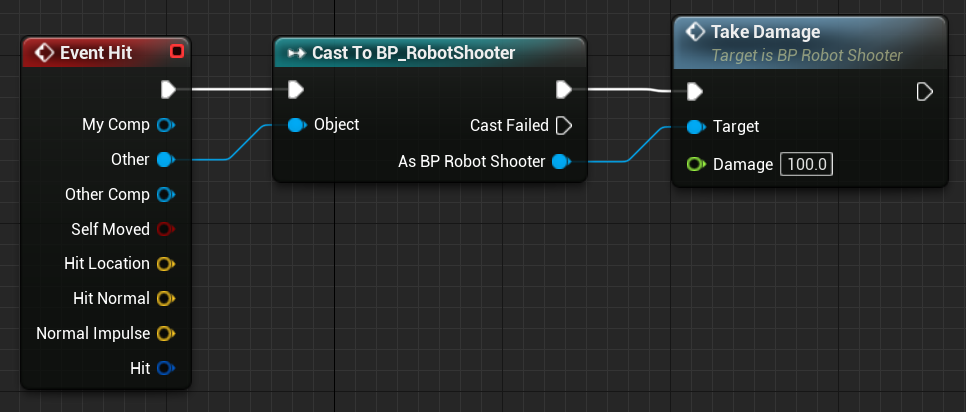 Event Hit
My Comp
Other
Other Comp
Self Moved
Hit Location
Hit Normal
Normal Impulse
Hit
Cast To BP_RobotShooter
Object
Cast Failed
As BP Robot Shooter
Take Damage
Target is BP Robot Shooter
Target
Damage 100.0